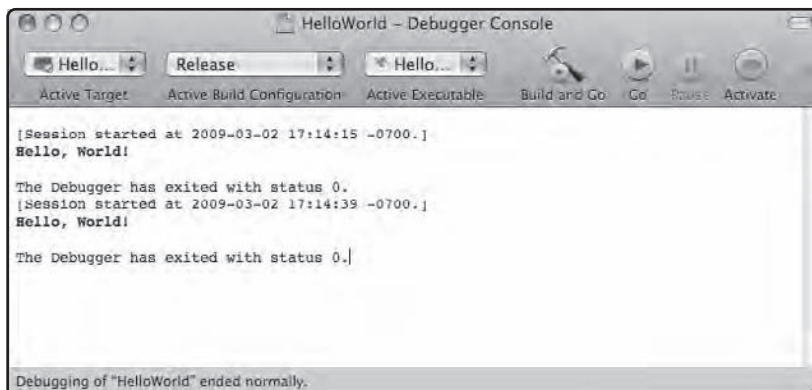 HelloWorld – Debugger Console
Hello... Release Hello...
Active Target Active Build Configuration Active Executable Build and Go Go Pause Activate
[Session started at 2009-03-02 17:14:15 -0700.]
Hello, World!
The Debugger has exited with status 0.
[Session started at 2009-03-02 17:14:39 -0700.]
Hello, World!
The Debugger has exited with status 0.
Debugging of "HelloWorld" ended normally.